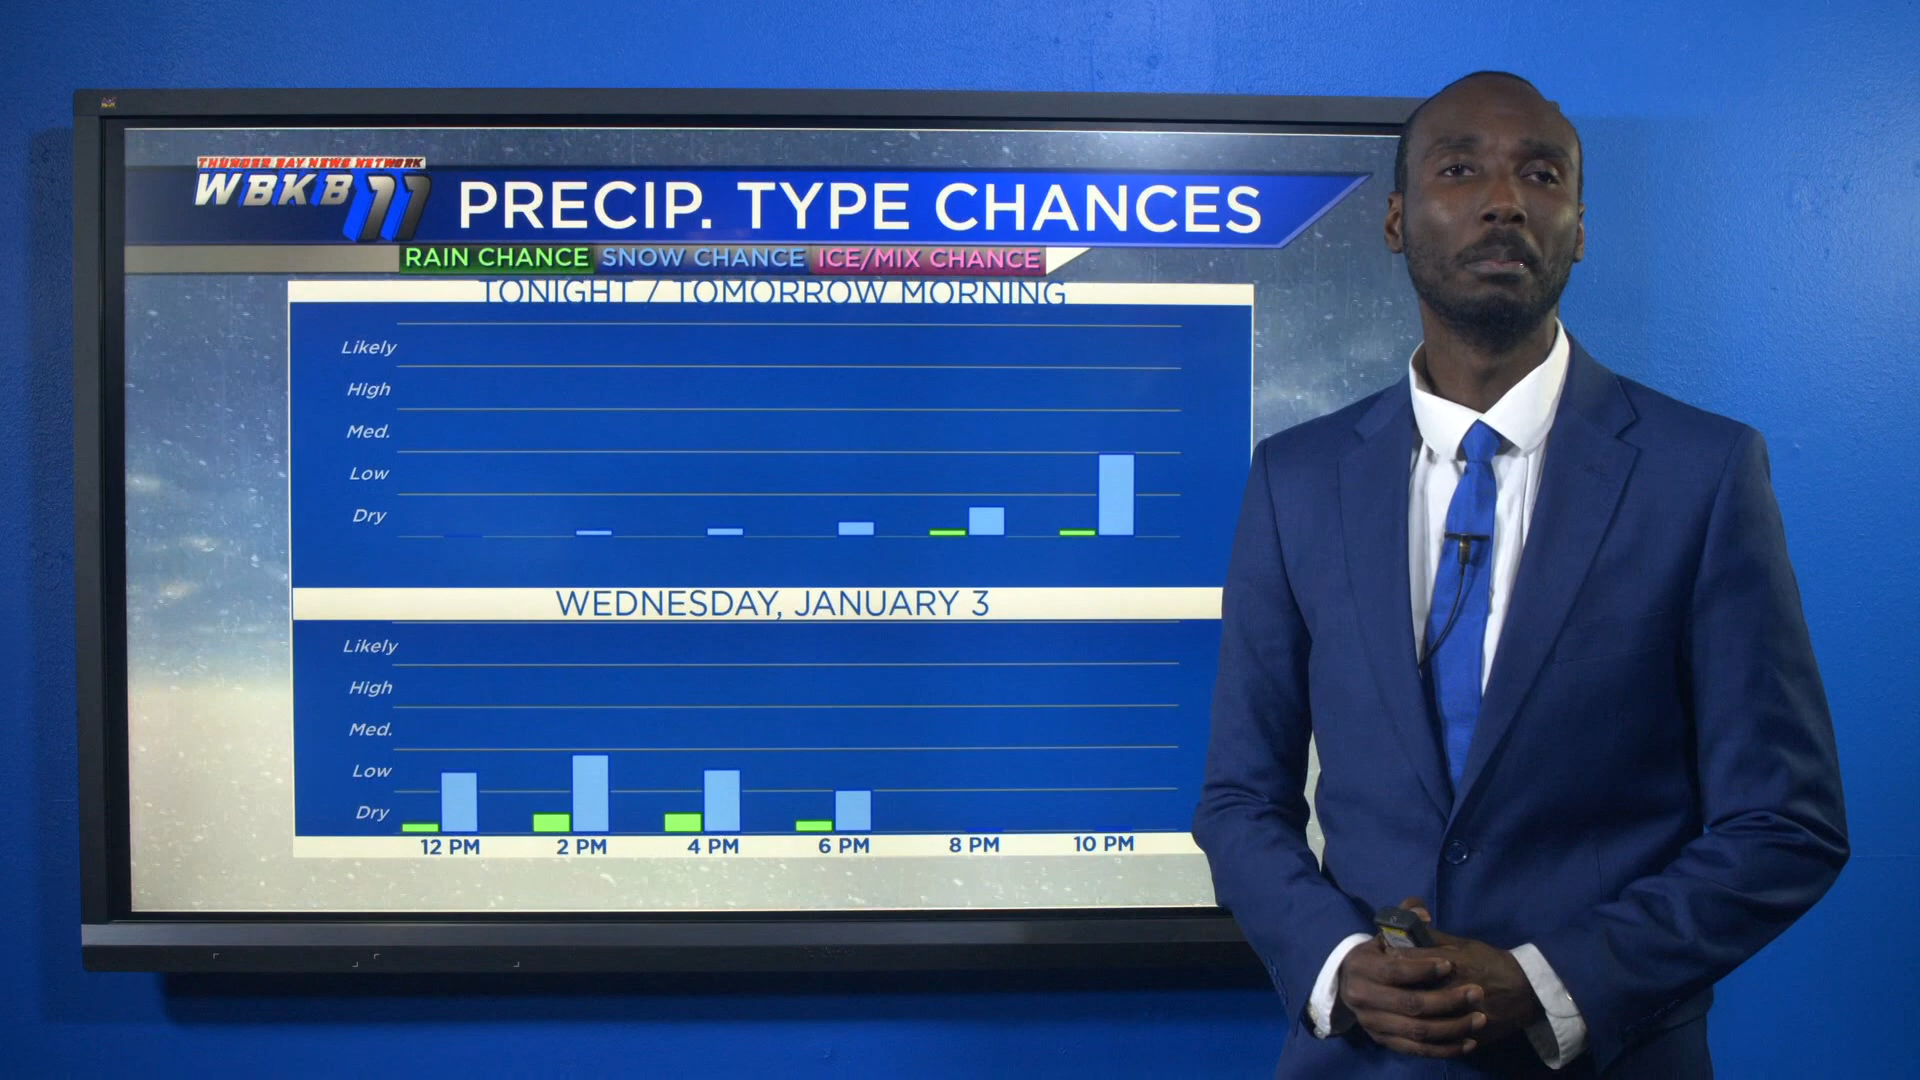 THUNDER BAY NEWS NETWORK
WBKB 11
PRECIP. TYPE CHANCES
RAIN CHANCE SNOW CHANCE ICE/MIX CHANCE
TONIGHT / TOMORROW MORNING
Likely
High
Med.
Low
Dry
WEDNESDAY, JANUARY 3
Likely
High
Med.
Low
Dry
12 PM 2 PM 4 PM 6 PM 8 PM 10 PM